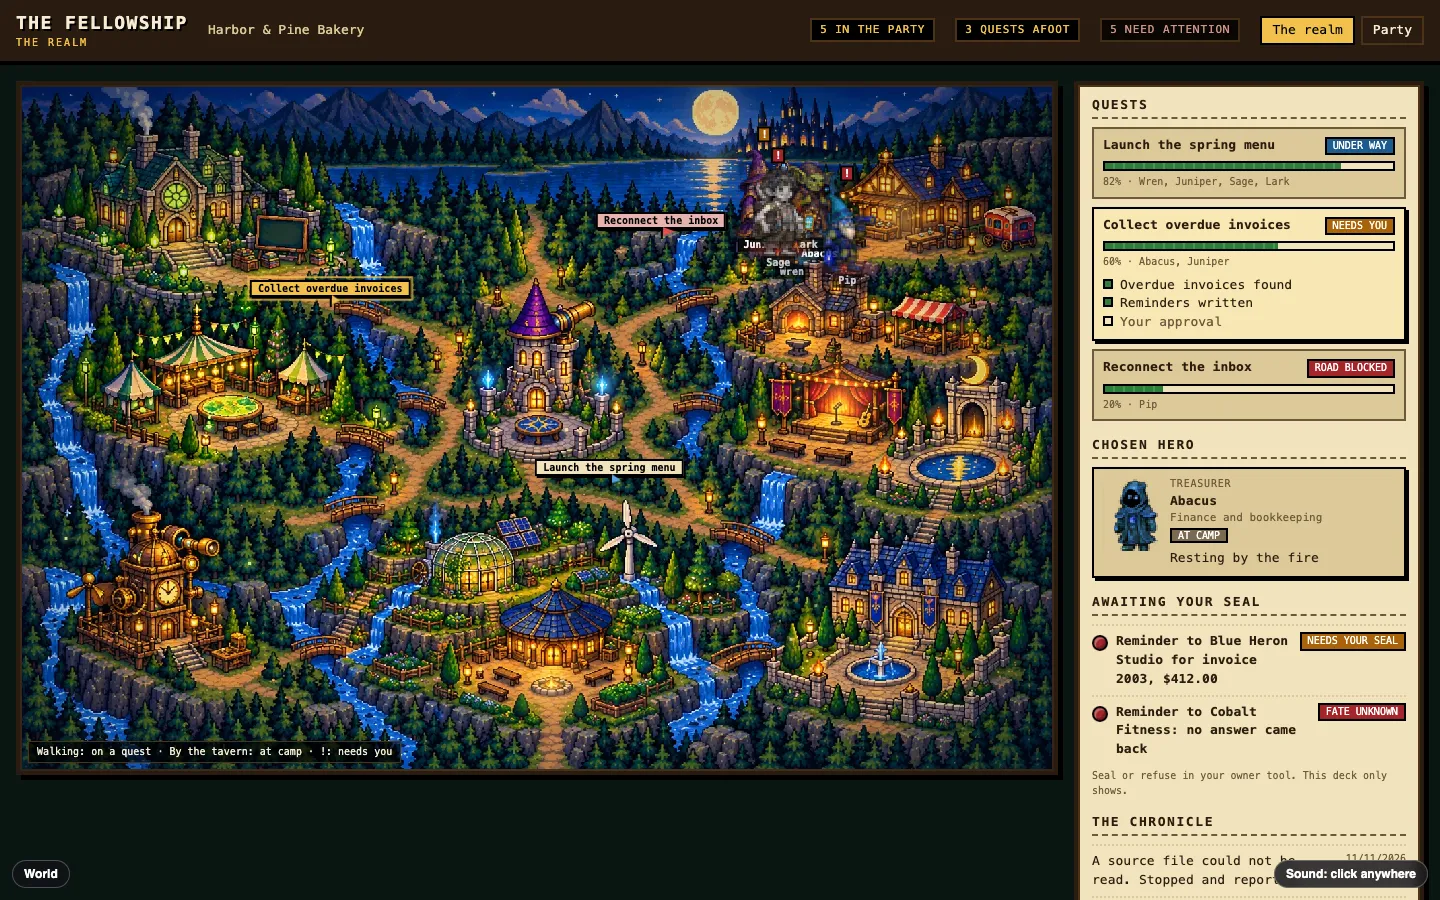 THE FELLOWSHIP
THE REALM
Harbor & Pine Bakery
5 IN THE PARTY
3 QUESTS AFOOT
5 NEED ATTENTION
The realm
Party
!
!
!
Reconnect the inbox
Jun
ark
Abac
Sage
Wren
Pip
Collect overdue invoices
Launch the spring menu
Walking: on a quest · By the tavern: at camp · !: needs you
World
QUESTS
Launch the spring menu
UNDER WAY
82% · Wren, Juniper, Sage, Lark
Collect overdue invoices
NEEDS YOU
60% · Abacus, Juniper
Overdue invoices found
Reminders written
Your approval
Reconnect the inbox
ROAD BLOCKED
20% · Pip
CHOSEN HERO
TREASURER
Abacus
Finance and bookkeeping
AT CAMP
Resting by the fire
AWAITING YOUR SEAL
Reminder to Blue Heron
Studio for invoice
2003, $412.00
NEEDS YOUR SEAL
Reminder to Cobalt
Fitness: no answer came
back
FATE UNKNOWN
Seal or refuse in your owner tool. This deck only
shows.
THE CHRONICLE
A source file could not be
11/11/2026
read. Stopped and report
Sound: click anywhere